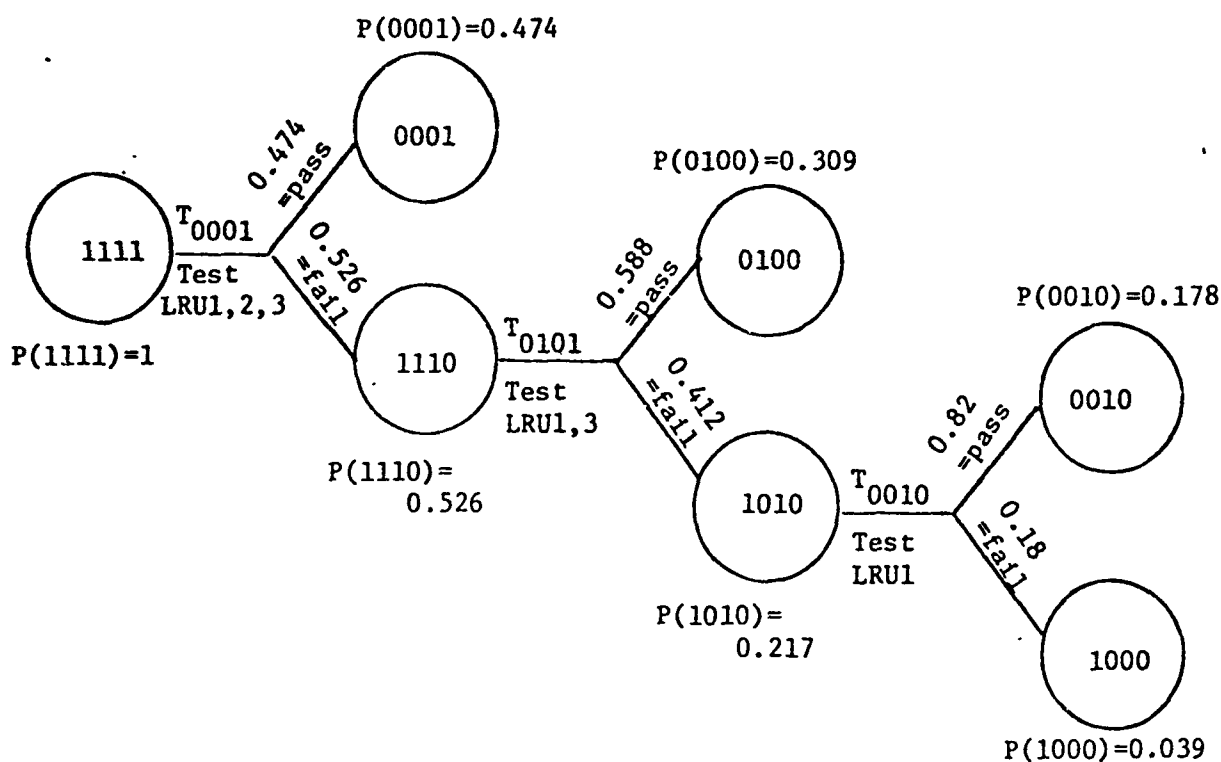 P(0001)=0.474
0001
0.474
=pass
P(0100)=0.309
T0001
1111
Test
LRU1,2,3
P(1111)=1
0.526
=fail
0100
0.588
=pass
P(0010)=0.178
T0101
1110
Test
LRU1,3
0.412
=fail
P(1110)=
0.526
0010
0.82
=pass
T0010
1010
Test
LRU1
0.18
=fail
P(1010)=
0.217
1000
P(1000)=0.039